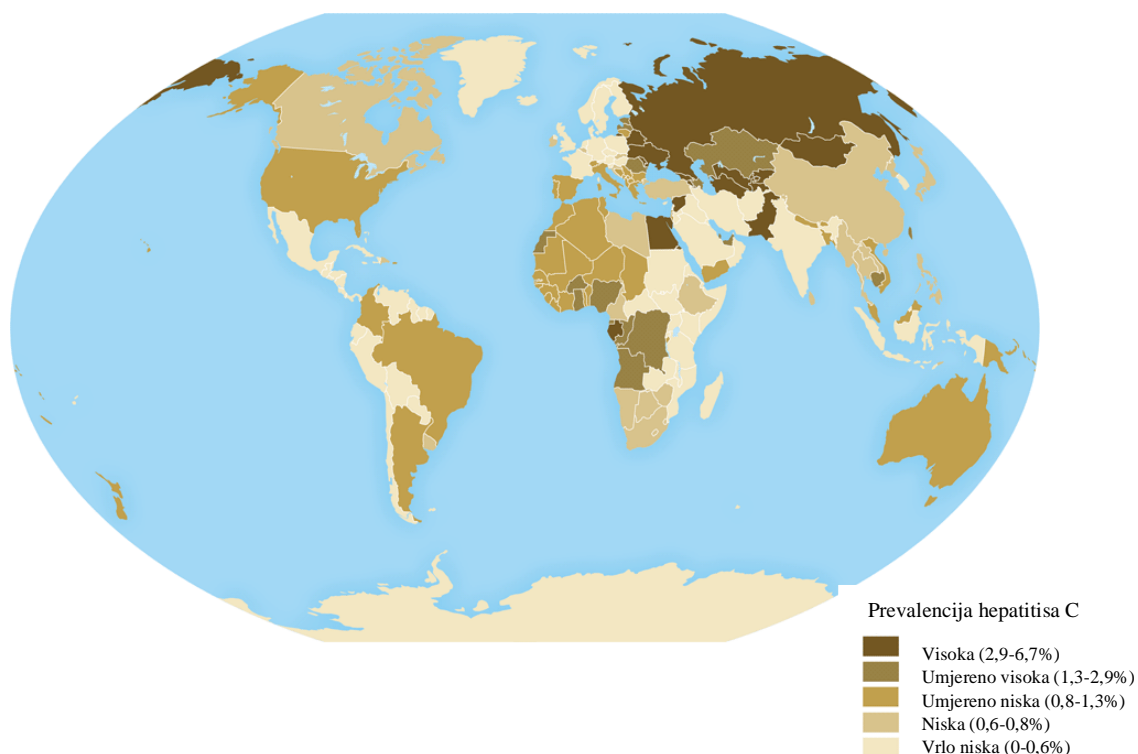 Prevalencija hepatitisa C
Visoka (2,9-6,7%)
Umjereno visoka (1,3-2,9%)
Umjereno niska (0,8-1,3%)
Niska (0,6-0,8%)
Vrlo niska (0-0,6%)